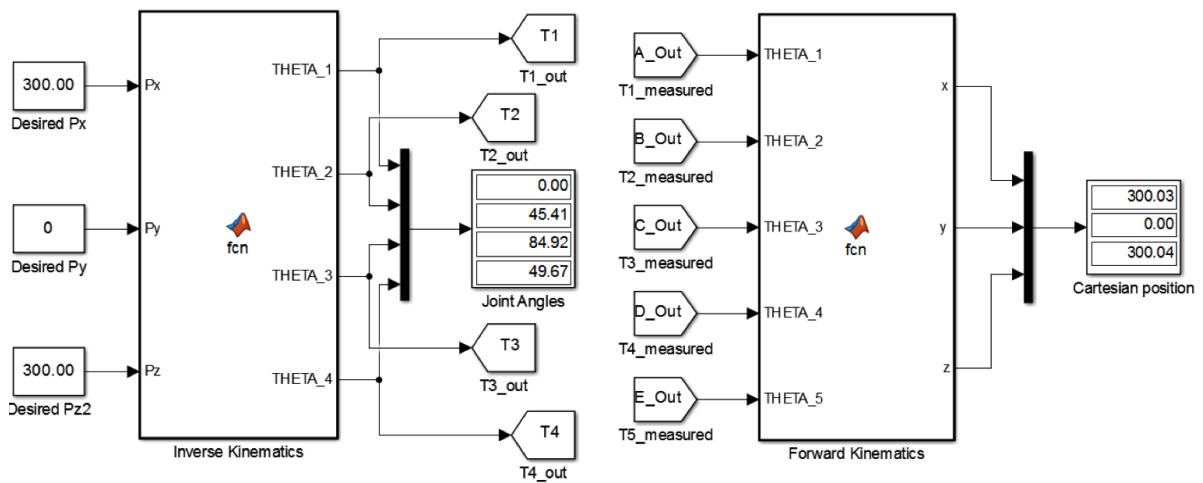 300.00
Desired Px
0
Desired Py
300.00
Desired Pz2
Px
Py
Pz
fcn
THETA_1
THETA_2
THETA_3
THETA_4
Inverse Kinematics
T1
T1_out
T2
T2_out
0.00
45.41
84.92
49.67
Joint Angles
T3
T3_out
T4
T4_out
A_Out
T1_measured
B_Out
T2_measured
C_Out
T3_measured
D_Out
T4_measured
E_Out
T5_measured
THETA_1
THETA_2
THETA_3
THETA_4
THETA_5
fcn
x
y
z
Forward Kinematics
300.03
0.00
300.04
Cartesian position